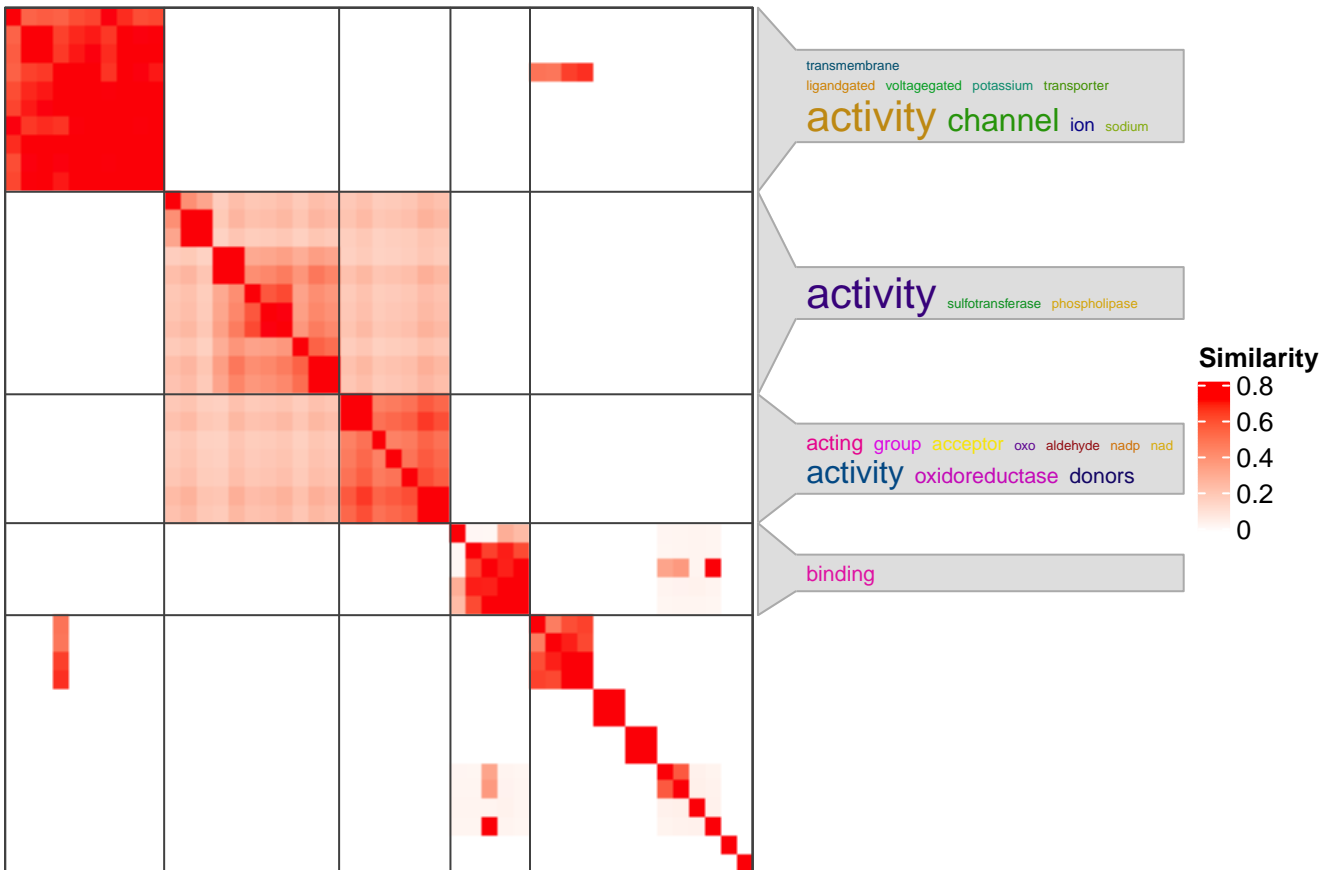 transmembrane
ligandgated voltagegated potassium transporter
activity channel ion sodium
activity sulfotransferase phospholipase
Similarity
0.8
0.6
0.4
0.2
0
acting group acceptor oxo aldehyde nadp nad
activity oxidoreductase donors
binding